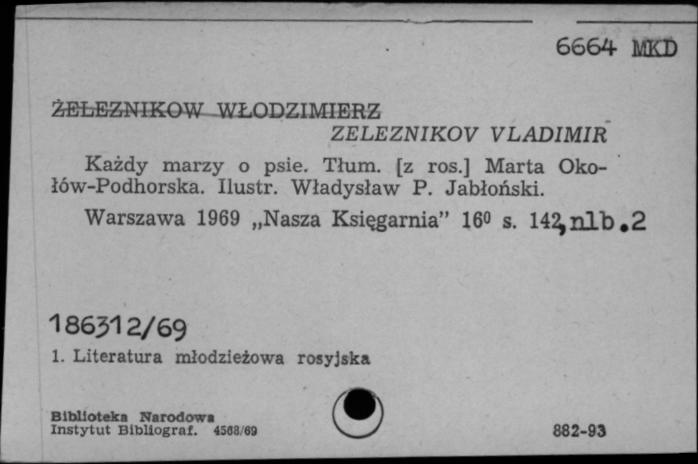 6664 MKD
ŻELEZNIKOW WŁODZIMIERZ
ZELEZNIKOV VLADIMIR
Każdy marzy o psie. Tłum. [z ros.] Marta Oko-
łów-Podhorska. Ilustr. Władysław P. Jabłoński.
Warszawa 1969 „Nasza Księgarnia” 16⁰ s. 142, nlb.2
186312/69
1. Literatura młodzieżowa rosyjska
Biblioteka Narodowa
Instytut Bibliograf. 4568/69
882-93